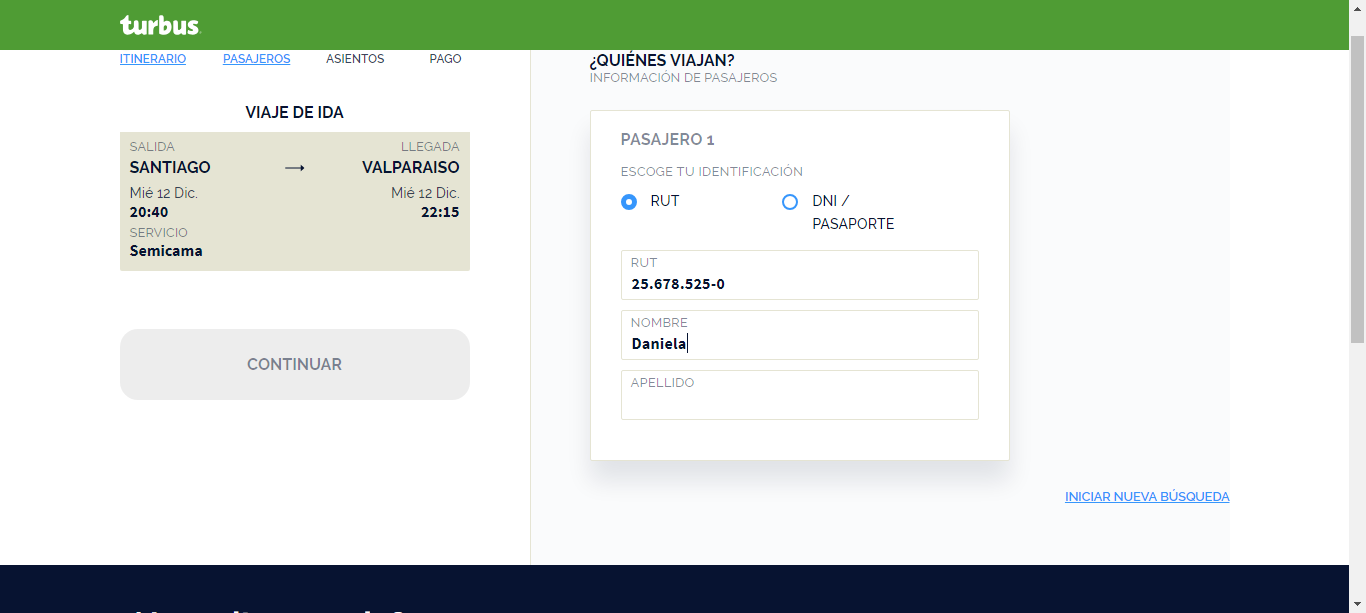 turbus
ITINERARIO PASAJEROS ASIENTOS PAGO
VIAJE DE IDA
SALIDA LLEGADA
SANTIAGO → VALPARAISO
Mié 12 Dic. Mié 12 Dic.
20:40 22:15
SERVICIO
Semicama
CONTINUAR
¿QUIÉNES VIAJAN?
INFORMACIÓN DE PASAJEROS
PASAJERO 1
ESCOGE TU IDENTIFICACIÓN
RUT DNI /
PASAPORTE
RUT
25.678.525-0
NOMBRE
Daniela
APELLIDO
INICIAR NUEVA BÚSQUEDA